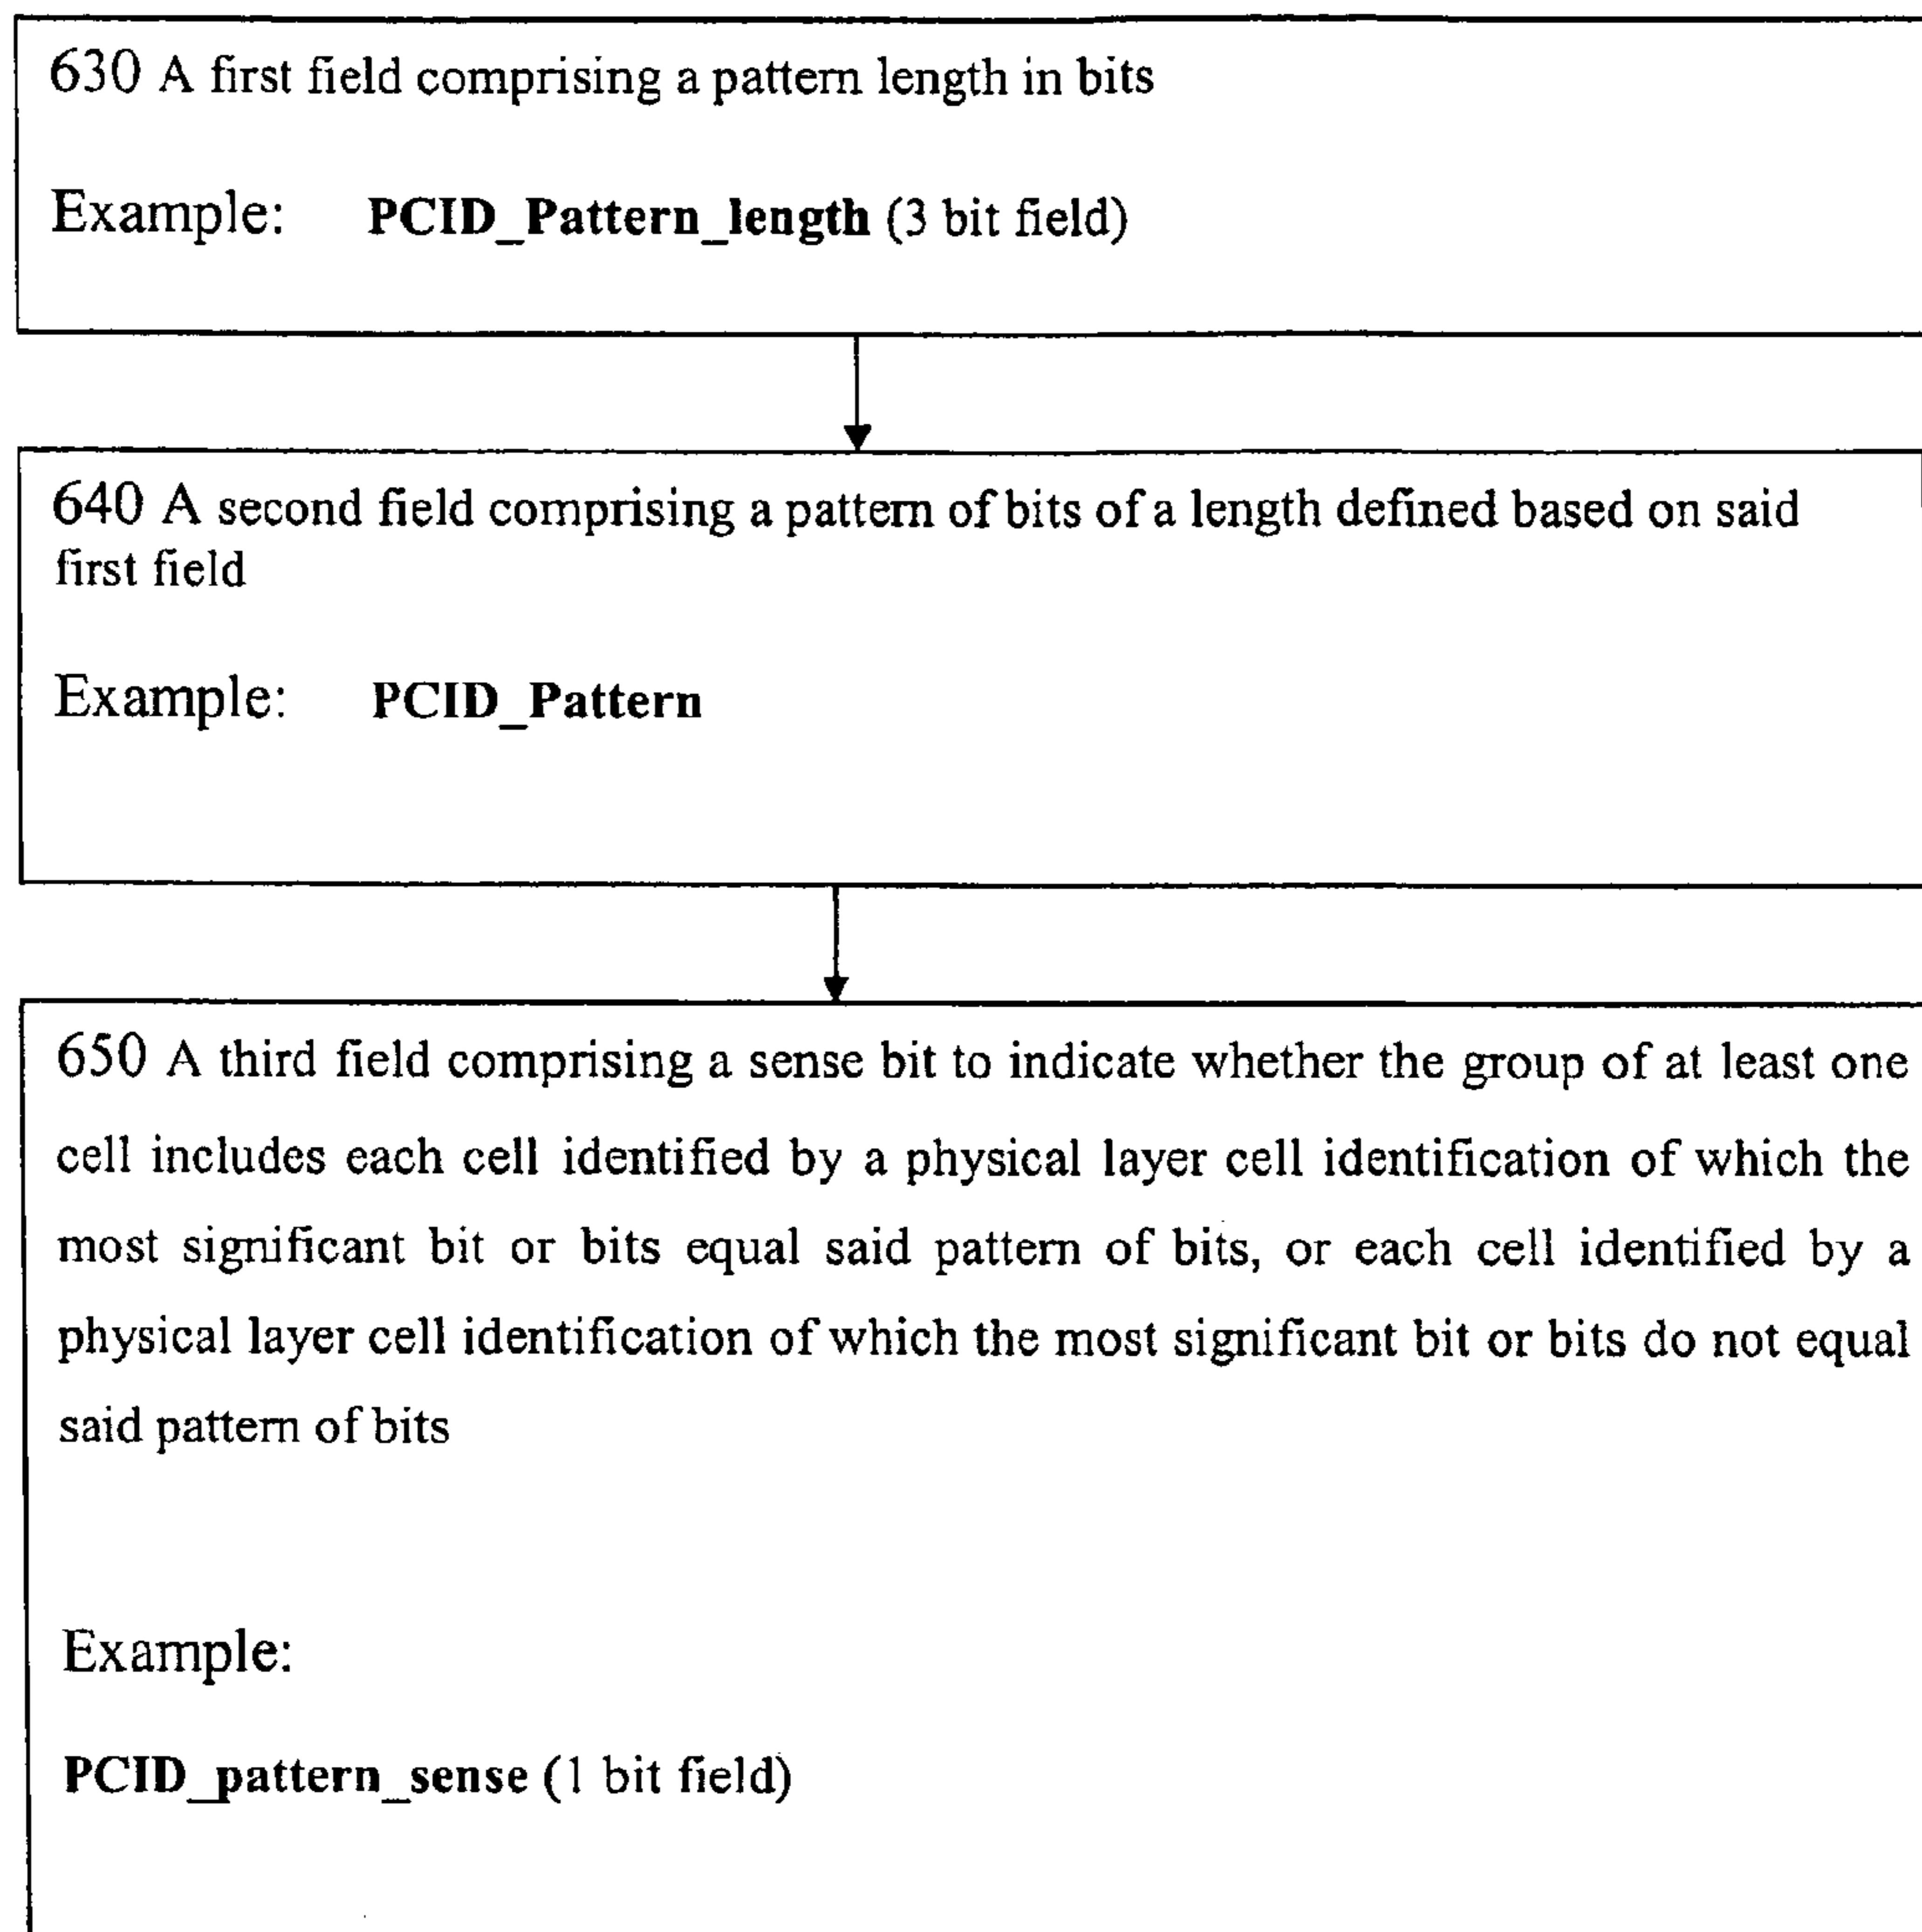 630 A first field comprising a pattern length in bits
Example: PCID_Pattern_length (3 bit field)
640 A second field comprising a pattern of bits of a length defined based on said
first field
Example: PCID_Pattern
650 A third field comprising a sense bit to indicate whether the group of at least one
cell includes each cell identified by a physical layer cell identification of which the
most significant bit or bits equal said pattern of bits, or each cell identified by a
physical layer cell identification of which the most significant bit or bits do not equal
said pattern of bits
Example:
PCID_pattern_sense (1 bit field)